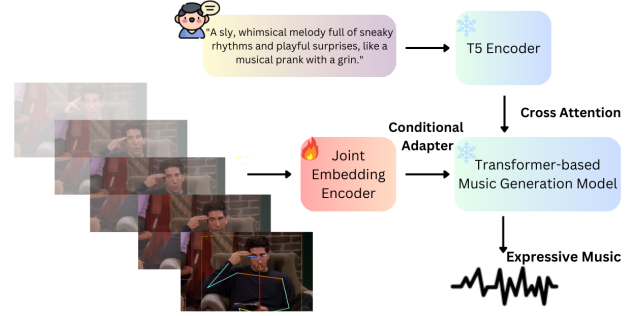 "A sly, whimsical melody full of sneaky
rhythms and playful surprises, like a
musical prank with a grin."
T5 Encoder
Cross Attention
Conditional
Adapter
Joint
Embedding
Encoder
Transformer-based
Music Generation Model
Expressive Music